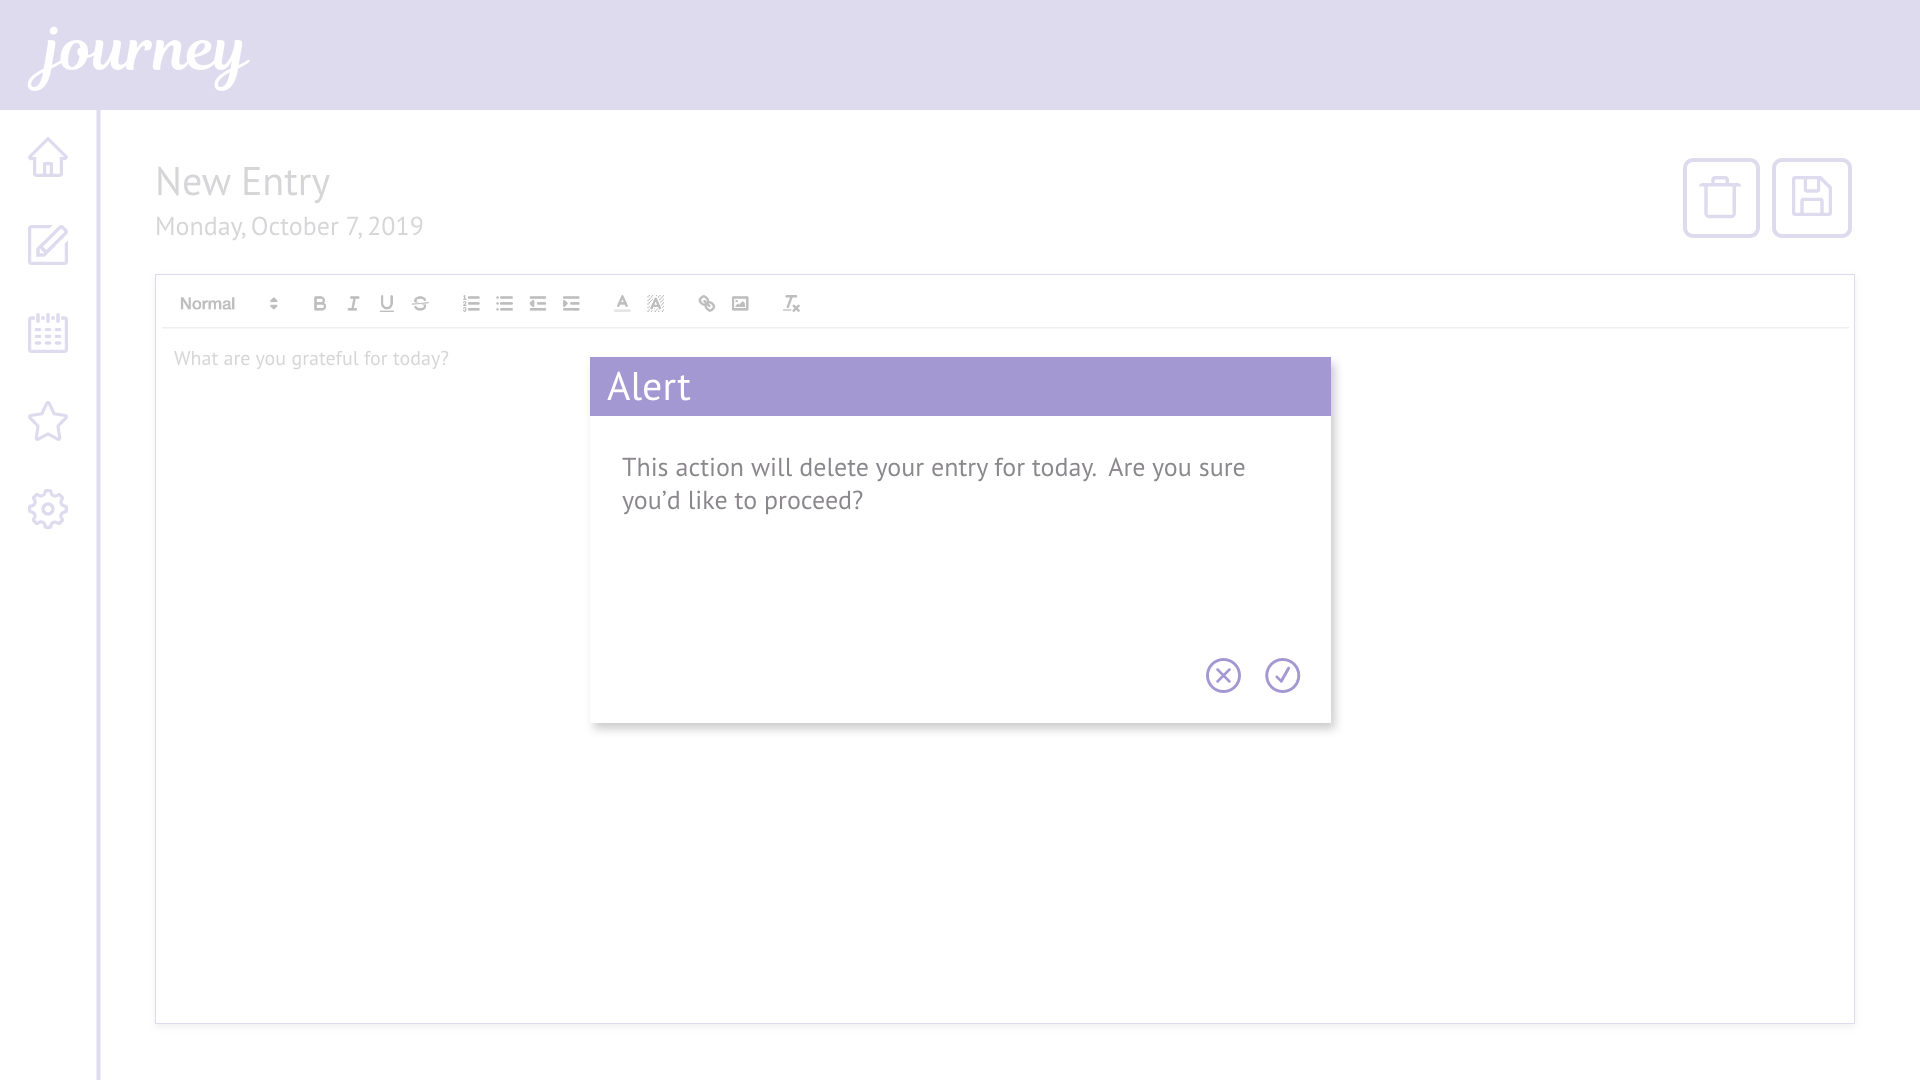 journey
New Entry
Monday, October 7, 2019
Normal
What are you grateful for today?
Alert
This action will delete your entry for today.  Are you sure
you’d like to proceed?